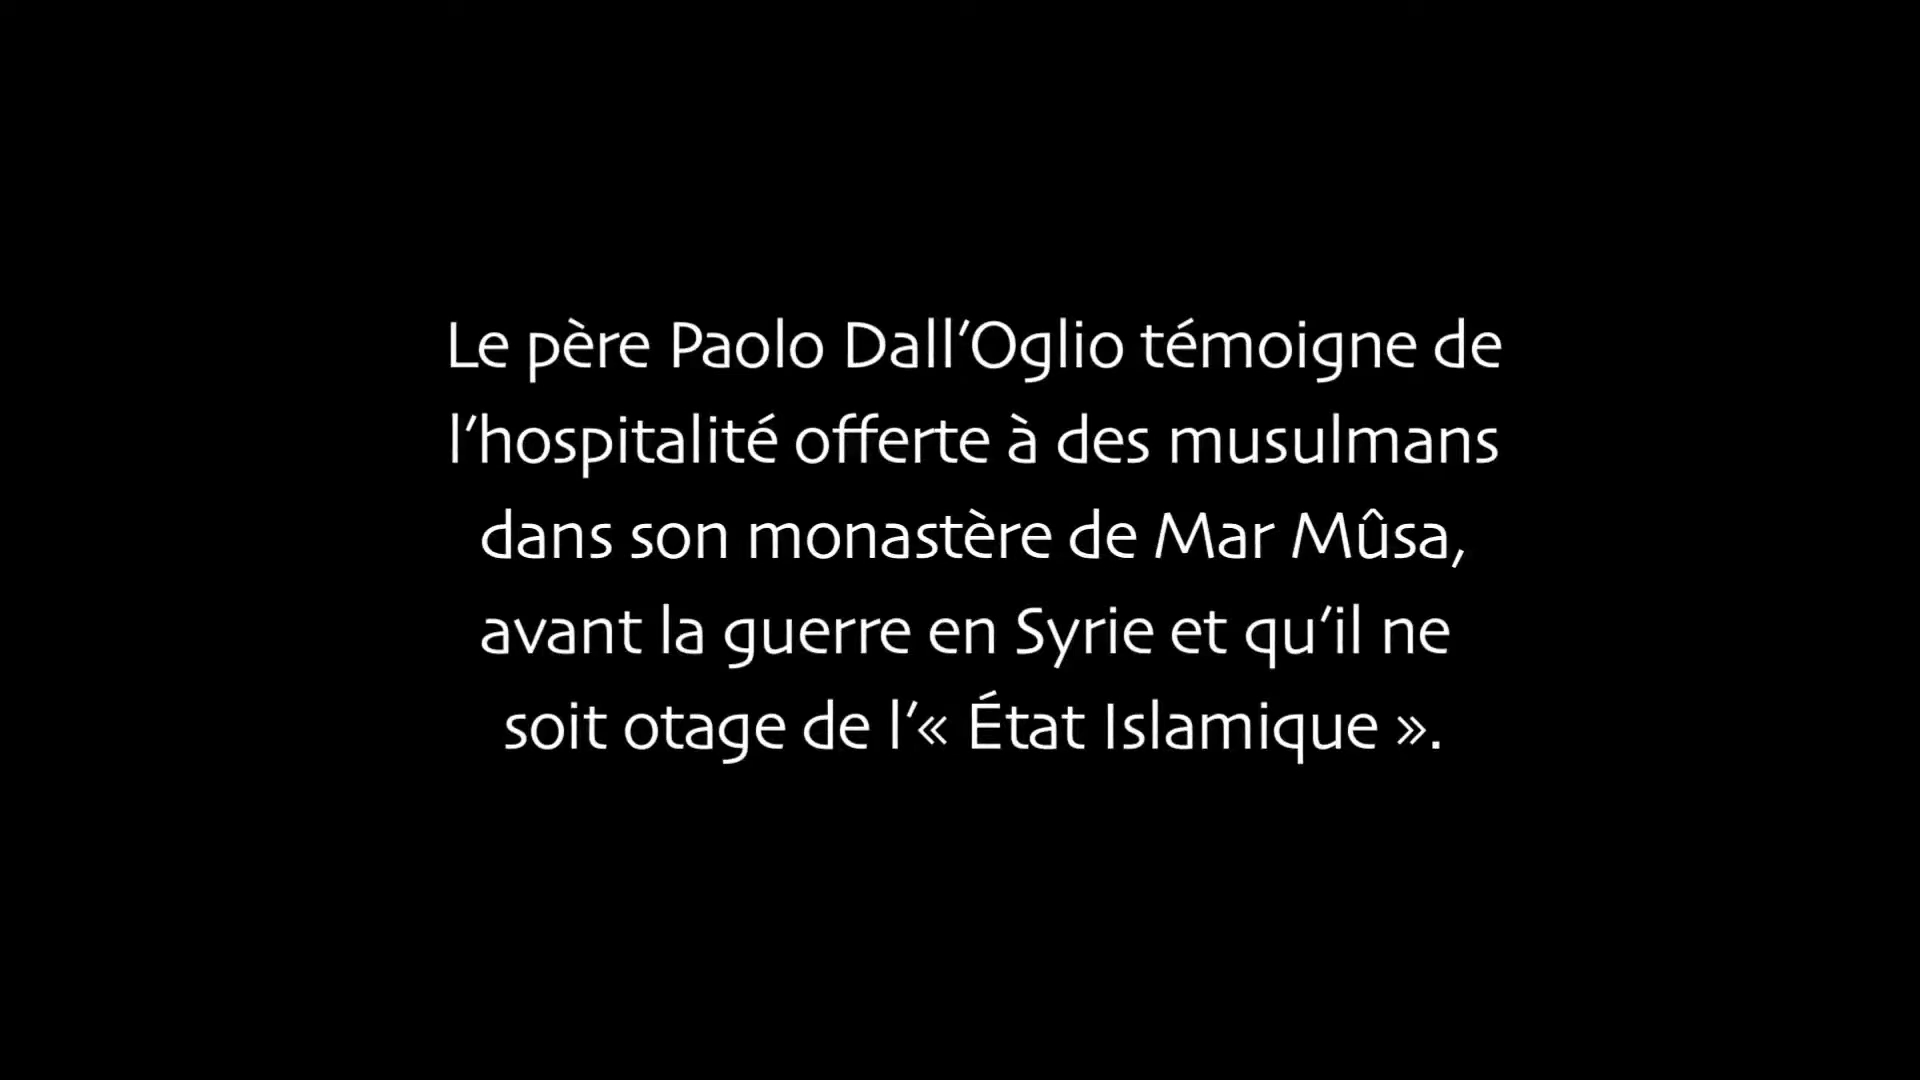 Le père Paolo Dall’Oglio témoigne de
l’hospitalité offerte à des musulmans
dans son monastère de Mar Mûsa,
avant la guerre en Syrie et qu’il ne
soit otage de l’« État Islamique ».